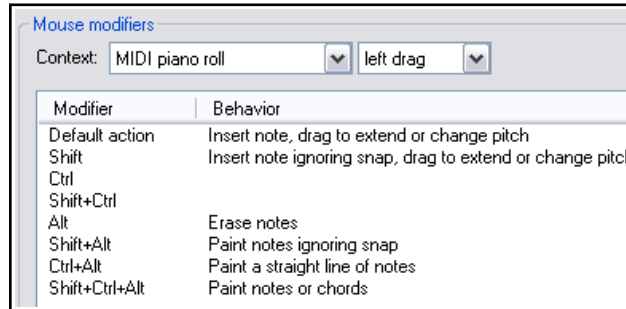 Mouse modifiers
Context: MIDI piano roll left drag
Modifier Behavior
Default action Insert note, drag to extend or change pitch
Shift Insert note ignoring snap, drag to extend or change pitc
Ctrl
Shift+Ctrl
Alt Erase notes
Shift+Alt Paint notes ignoring snap
Ctrl+Alt Paint a straight line of notes
Shift+Ctrl+Alt Paint notes or chords